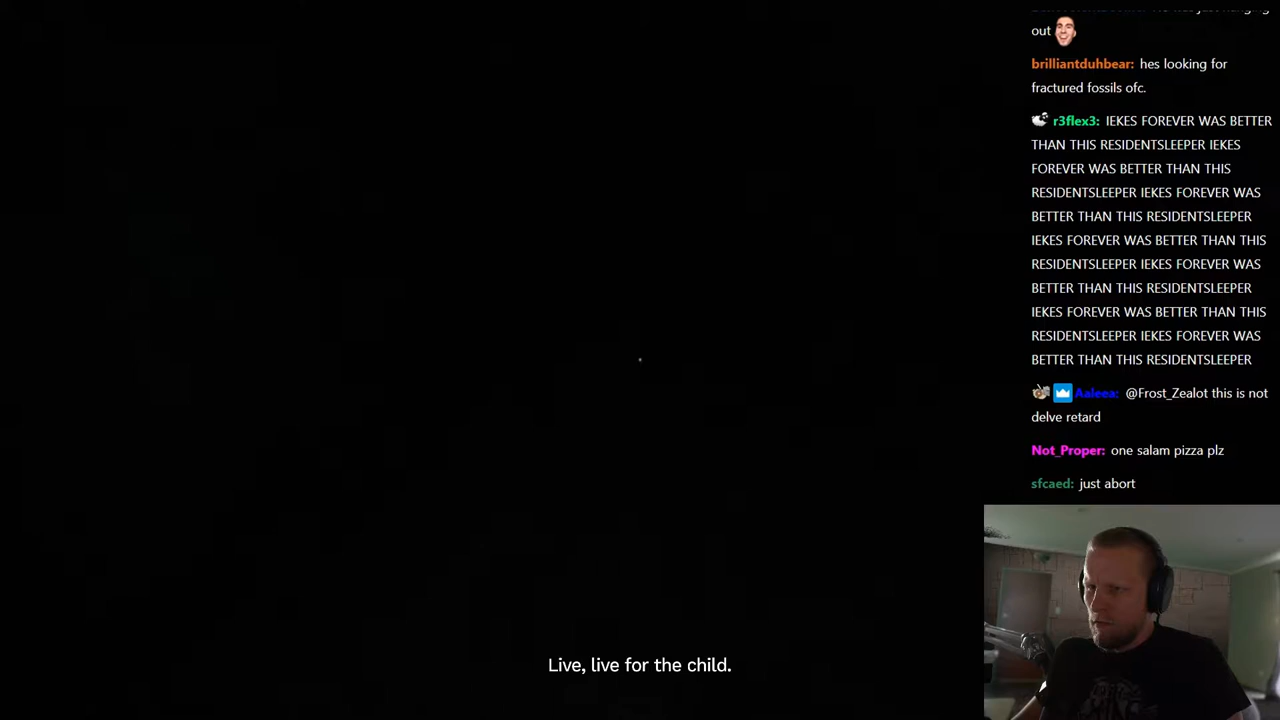 out
brilliantduhbear: hes looking for
fractured fossils ofc.
r3flex3: IEKES FOREVER WAS BETTER
THAN THIS RESIDENTSLEEPER IEKES
FOREVER WAS BETTER THAN THIS
RESIDENTSLEEPER IEKES FOREVER WAS
BETTER THAN THIS RESIDENTSLEEPER
IEKES FOREVER WAS BETTER THAN THIS
RESIDENTSLEEPER IEKES FOREVER WAS
BETTER THAN THIS RESIDENTSLEEPER
IEKES FOREVER WAS BETTER THAN THIS
RESIDENTSLEEPER IEKES FOREVER WAS
BETTER THAN THIS RESIDENTSLEEPER
Aaleea: @Frost_Zealot this is not
delve retard
Not_Proper: one salam pizza plz
sfcaed: just abort
Live, live for the child.